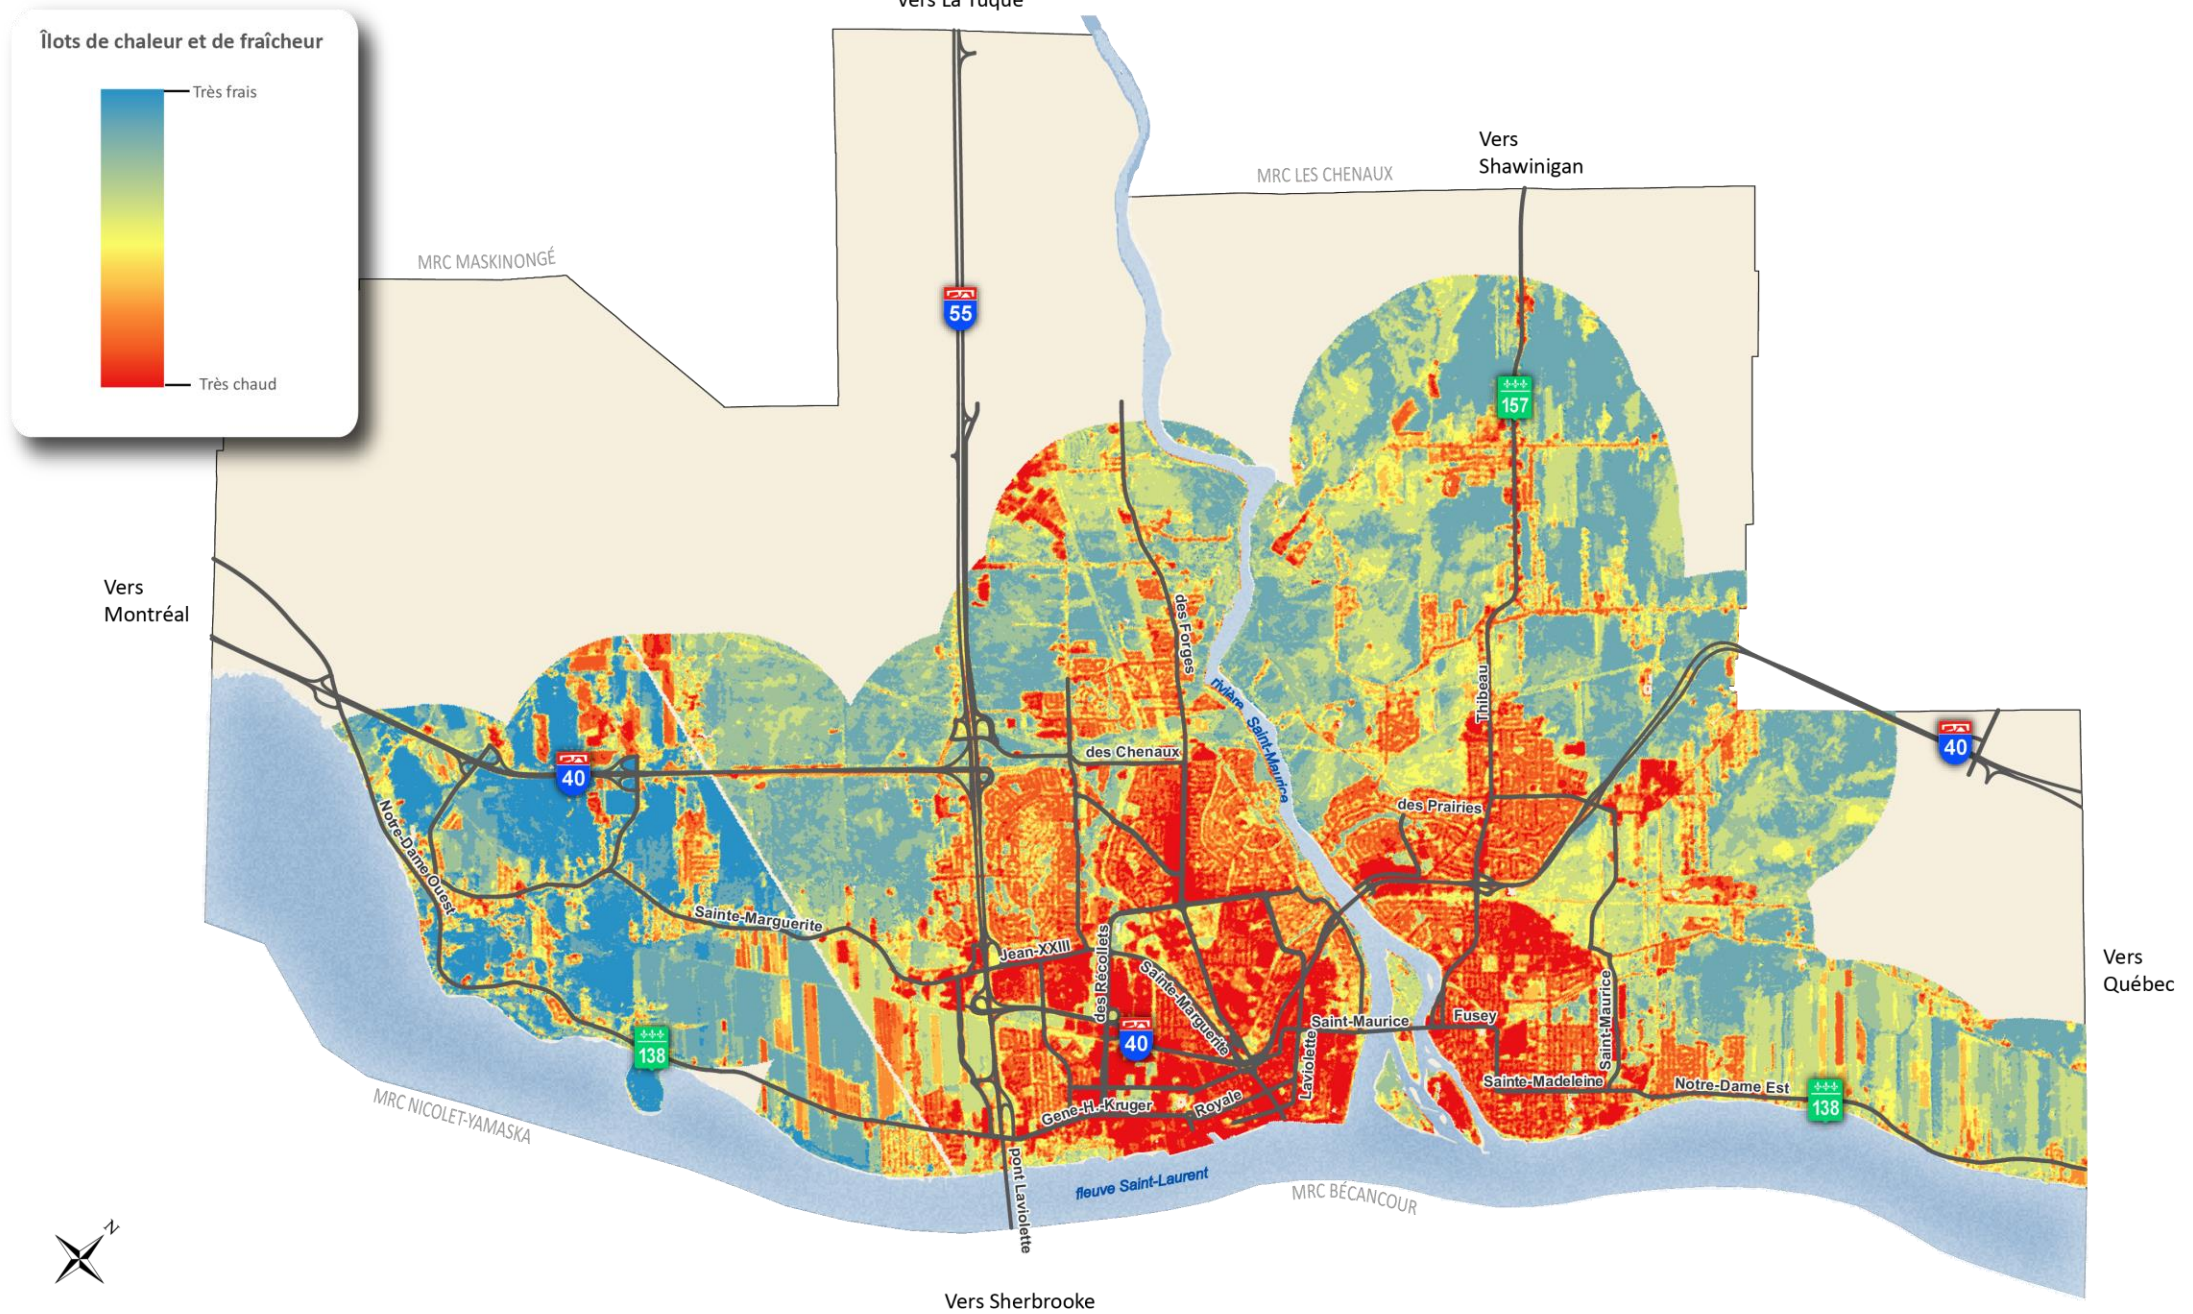 Vers La Tuque
Îlots de chaleur et de fraîcheur
Très frais
Très chaud
Vers
Shawinigan
MRC LES CHENAUX
MRC MASKINONGÉ
55
157
Vers
Montréal
des Forges
rivière Saint-Maurice
Thibeau
40
des Chenaux
40
des Prairies
Notre-Dame Ouest
Sainte-Marguerite
Jean-XXIII
des Récollets
Sainte-Marguerite
Vers
Québec
Saint-Maurice
40
Saint-Maurice
Fusey
138
Laviolette
Sainte-Madeleine
Notre-Dame Est
138
Gene-H.-Kruger
Royale
MRC NICOLET-YAMASKA
pont Laviolette
fleuve Saint-Laurent
MRC BÉCANCOUR
N
Vers Sherbrooke